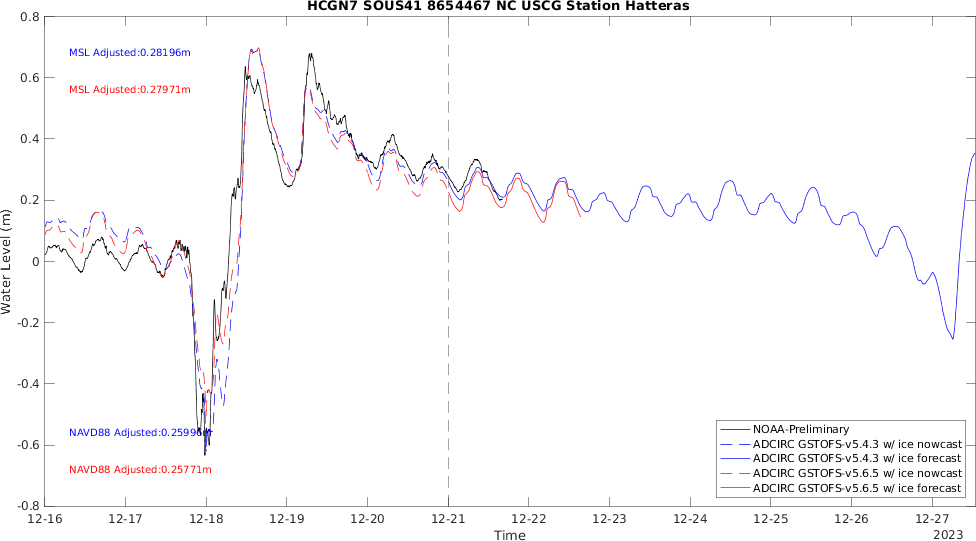 HCGN7 SOUS41 8654467 NC USCG Station Hatteras
0.8
MSL Adjusted:0.28196m
0.6
MSL Adjusted:0.27971m
0.4
0.2
0
Water Level (m)
-0.2
-0.4
NAVD88 Adjusted:0.2599
-0.6
NAVD88 Adjusted:0.25771m
-0.8
NOAA-Preliminary
ADCIRC GSTOFS-v5.4.3 w/ ice nowcast
ADCIRC GSTOFS-v5.4.3 w/ ice forecast
ADCIRC GSTOFS-v5.6.5 w/ ice nowcast
ADCIRC GSTOFS-v5.6.5 w/ ice forecast
12-16 12-17 12-18 12-19 12-20 12-21 12-22 12-23 12-24 12-25 12-26 12-27
Time
2023